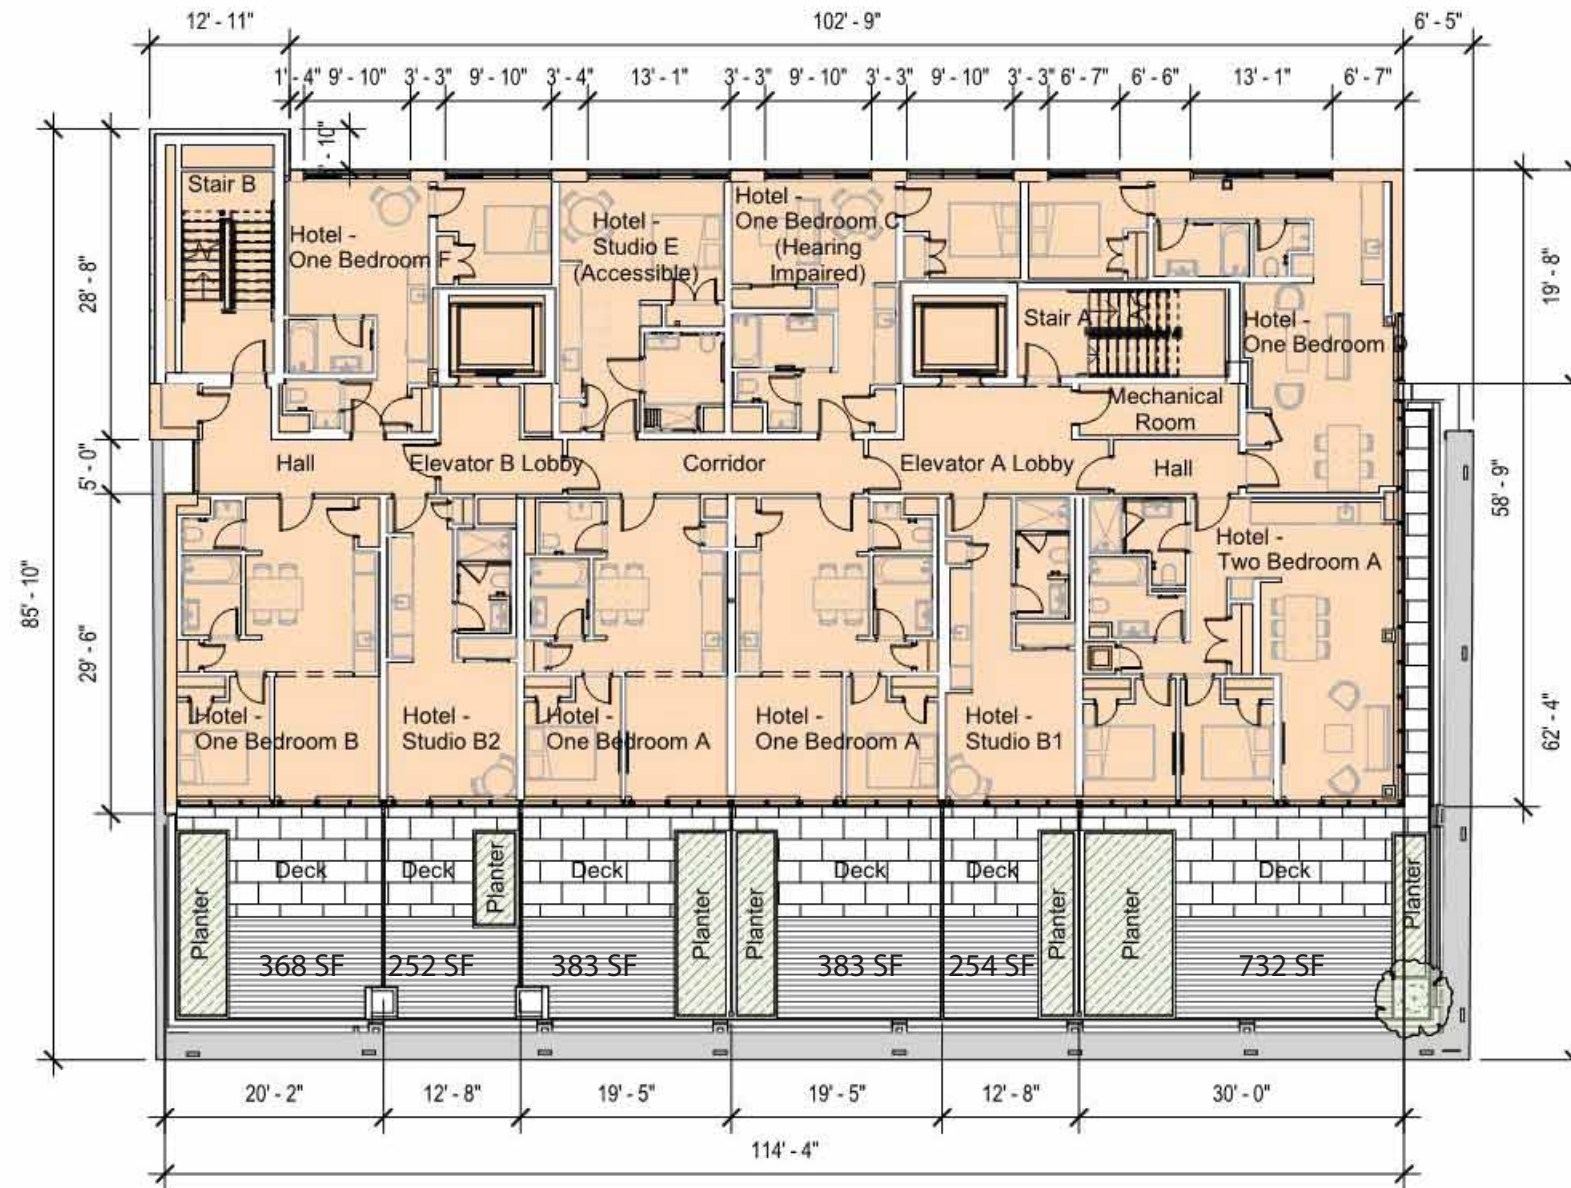 12' - 11"
102' - 9"
6' - 5"
1' - 4"
9' - 10"
3' - 3"
9' - 10"
3' - 4"
13' - 1"
3' - 3"
9' - 10"
3' - 3"
9' - 10"
3' - 3"
6' - 7"
6' - 6"
13' - 1"
6' - 7"
Stair B
Hotel -
One Bedroom F
Hotel -
Studio E
(Accessible)
Hotel -
One Bedroom C
(Hearing
Impaired)
Stair A
Hotel -
One Bedroom D
Mechanical
Room
28' - 8"
19' - 8"
5' - 0"
Hall
Elevator B Lobby
Corridor
Elevator A Lobby
Hall
58' - 9"
85' - 10"
29' - 6"
62' - 4"
Hotel -
Two Bedroom A
Hotel -
One Bedroom B
Hotel -
Studio B2
Hotel -
One Bedroom A
Hotel -
One Bedroom A
Hotel -
Studio B1
Planter
Deck
Deck
Planter
Deck
Planter
Planter
Deck
Deck
Planter
Planter
Deck
Planter
368 SF
252 SF
383 SF
383 SF
254 SF
732 SF
20' - 2"
12' - 8"
19' - 5"
19' - 5"
12' - 8"
30' - 0"
114' - 4"